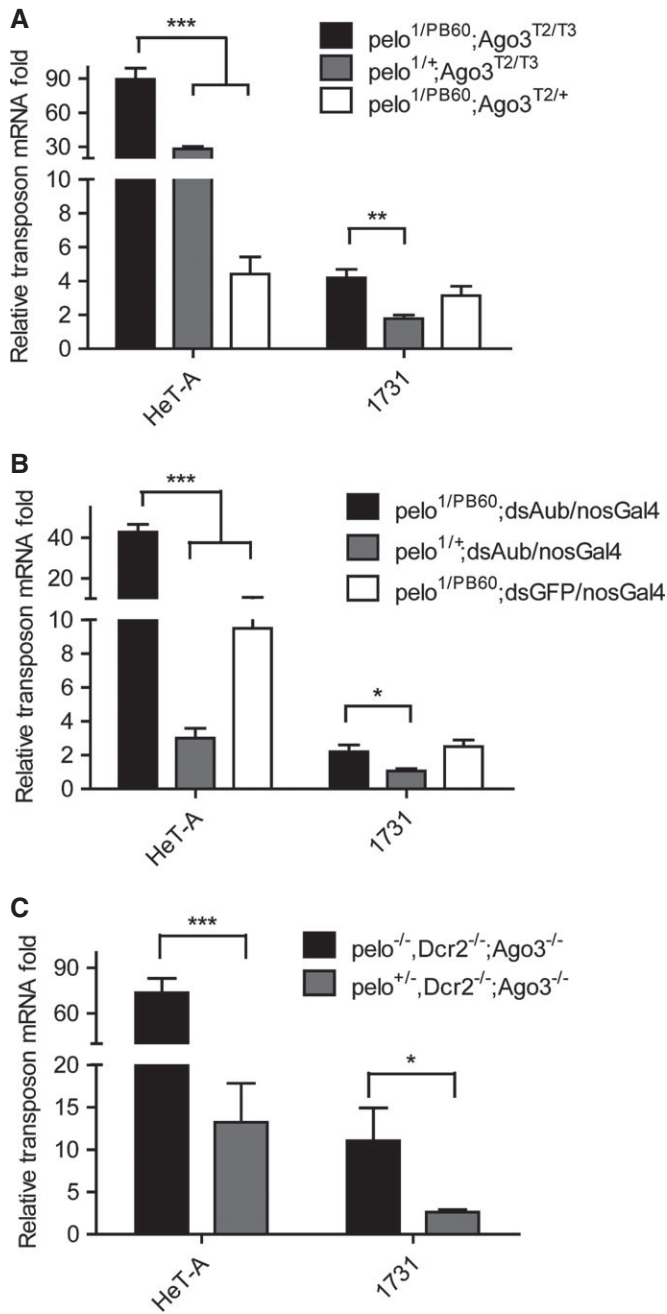 A
Relative transposon mRNA fold
90
60
30
10
8
6
4
2
0
***
**
HeT-A
1731
pelo1/PB60;Ago3T2/T3
pelo1/+;Ago3T2/T3
pelo1/PB60;Ago3T2/+
B
Relative transposon mRNA fold
40
20
10
8
6
4
2
0
***
*
HeT-A
1731
pelo1/PB60;dsAub/nosGal4
pelo1/+;dsAub/nosGal4
pelo1/PB60;dsGFP/nosGal4
C
Relative transposon mRNA fold
90
60
20
15
10
5
0
***
*
HeT-A
1731
pelo-/-,Dcr2-/-;Ago3-/-
pelo+/-,Dcr2-/-;Ago3-/-